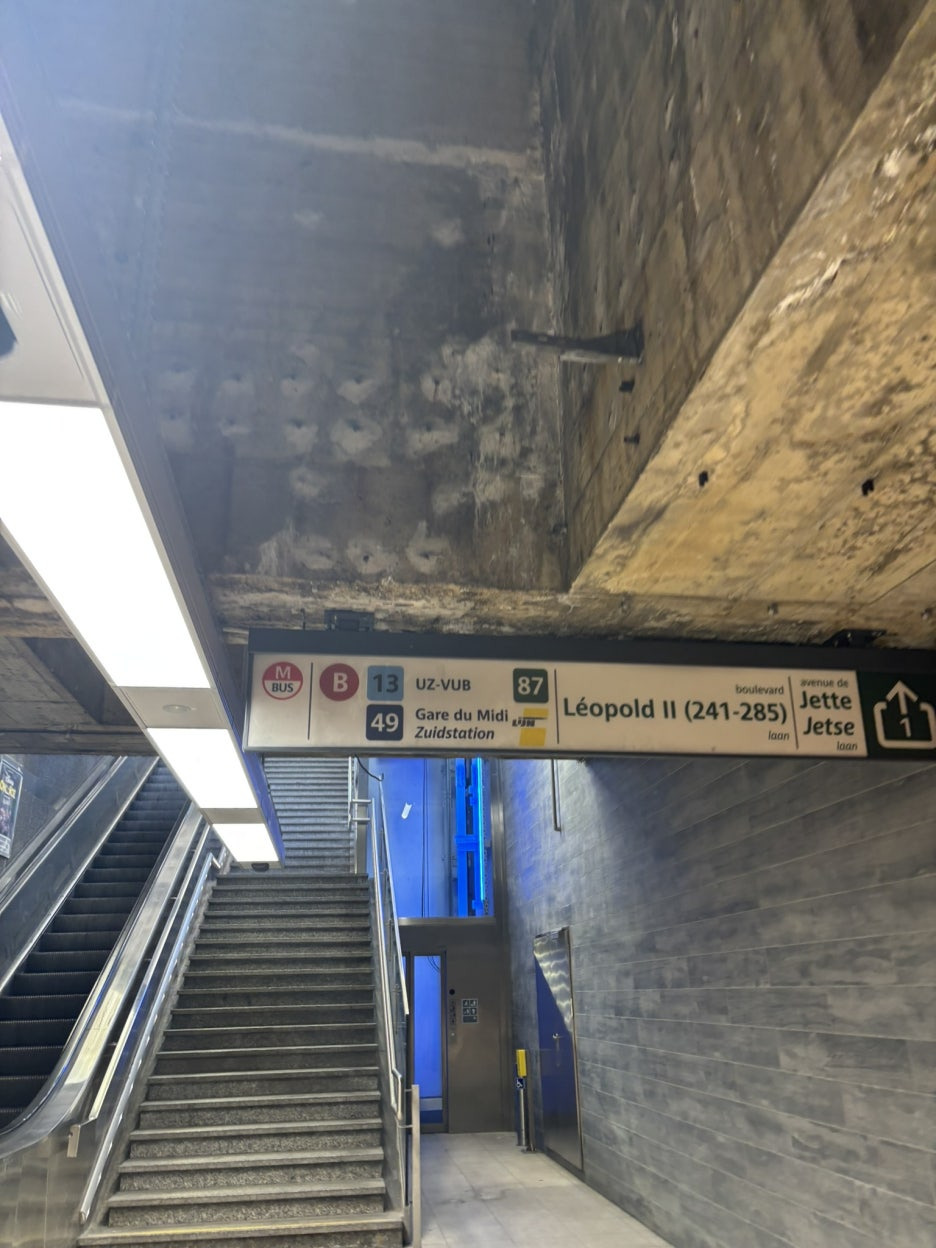 M
BUS
B
13 UZ-VUB
87
49 Gare du Midi
Zuidstation
boulevard
Léopold II (241-285)
laan
avenue de
Jette
Jetse
laan
1